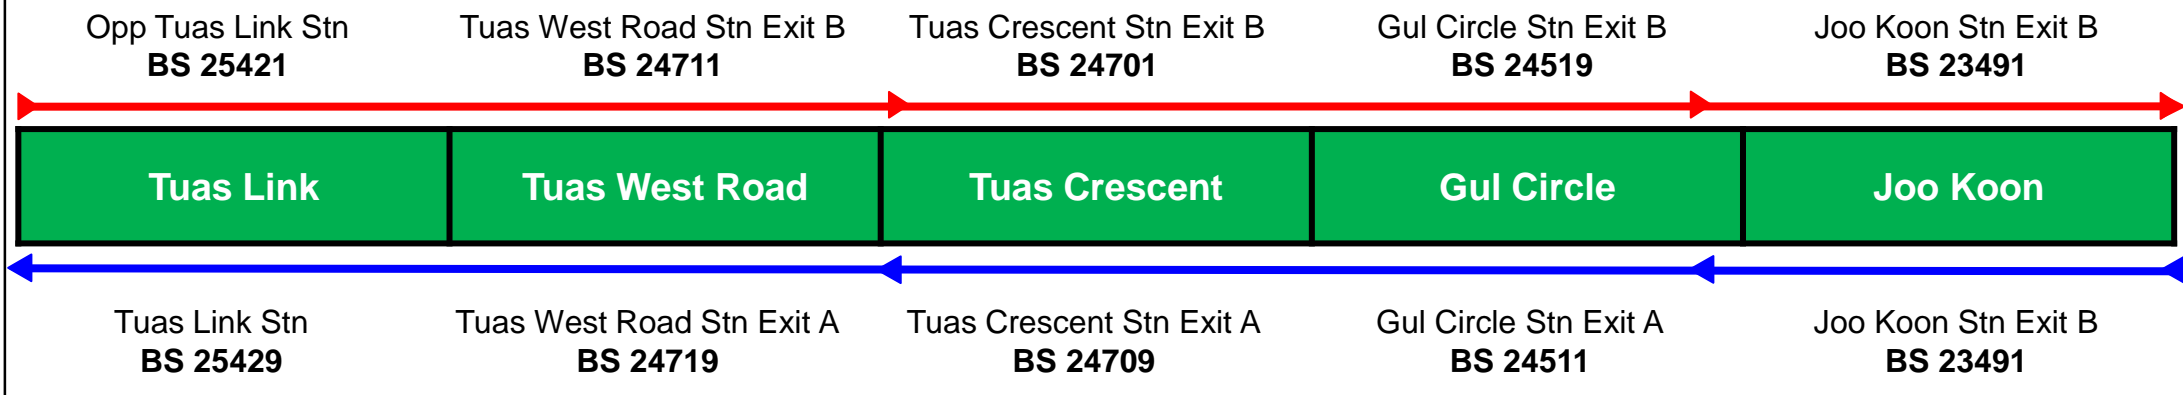 Opp Tuas Link Stn
BS 25421
Tuas West Road Stn Exit B
BS 24711
Tuas Crescent Stn Exit B
BS 24701
Gul Circle Stn Exit B
BS 24519
Joo Koon Stn Exit B
BS 23491
Tuas Link
Tuas West Road
Tuas Crescent
Gul Circle
Joo Koon
Tuas Link Stn
BS 25429
Tuas West Road Stn Exit A
BS 24719
Tuas Crescent Stn Exit A
BS 24709
Gul Circle Stn Exit A
BS 24511
Joo Koon Stn Exit B
BS 23491